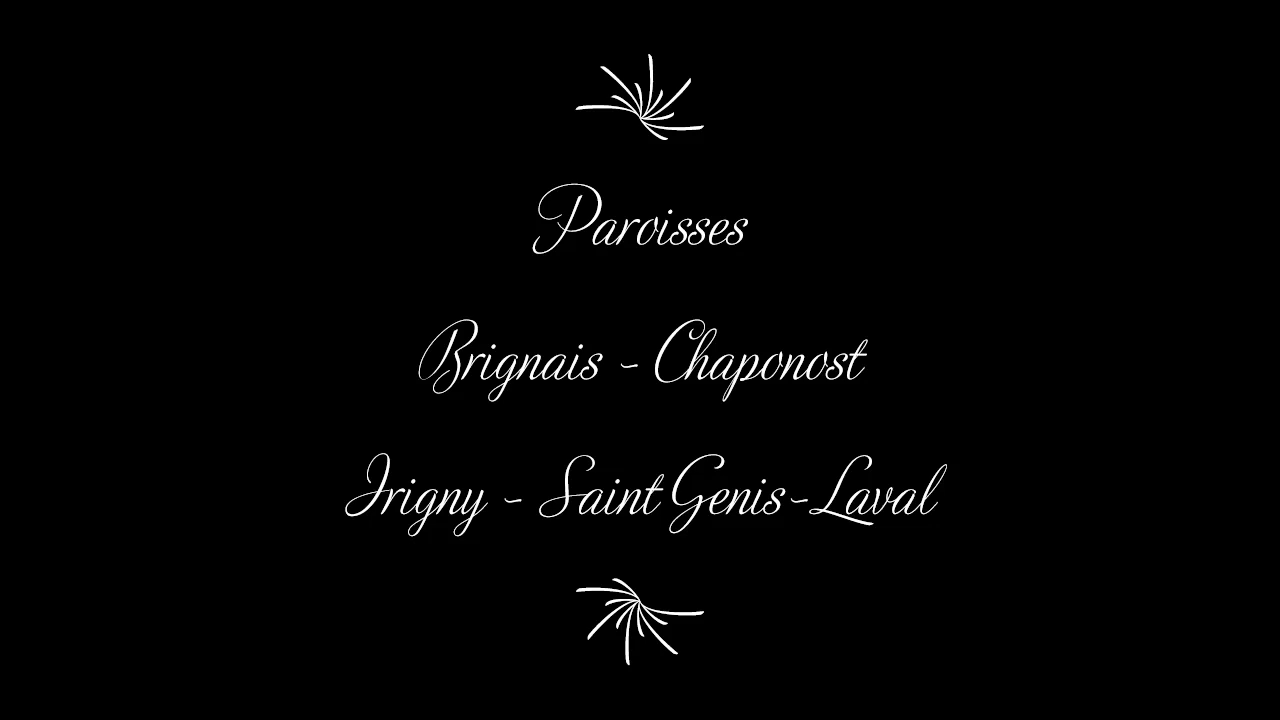 Paroisses
Brignais - Chaponost
Irigny - Saint Genis-Laval